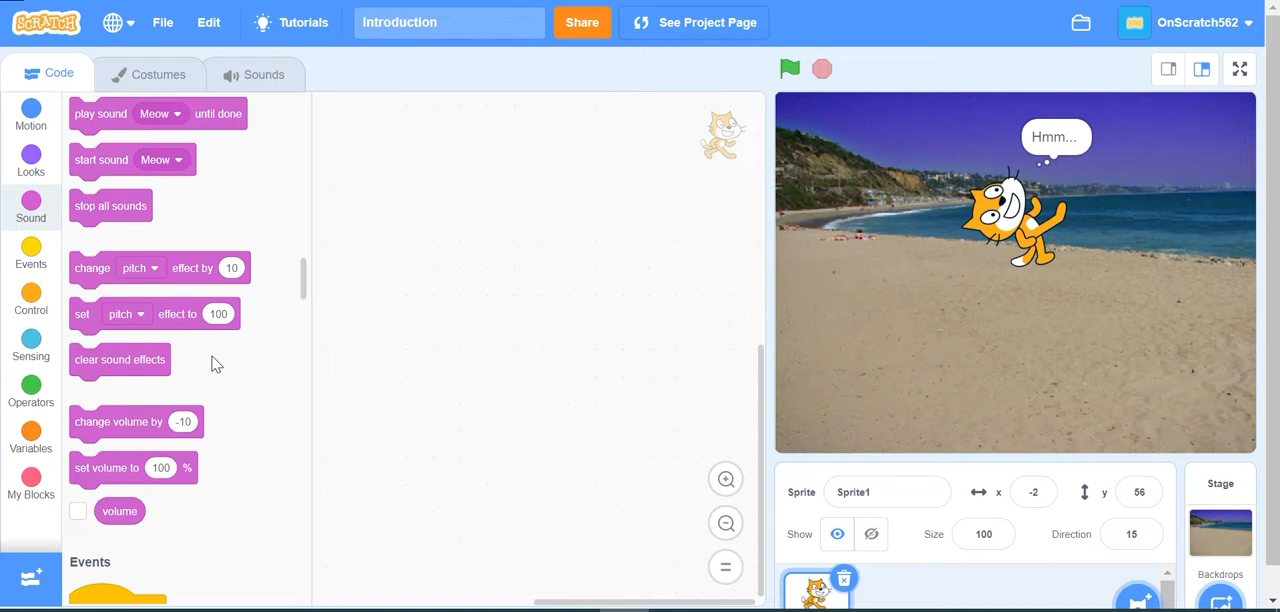 SCRATCH File Edit Tutorials Introduction Share See Project Page OnScratch562
Code Costumes Sounds
Motion
Looks
Sound
Events
Control
Sensing
Operators
Variables
My Blocks
play sound Meow until done
start sound Meow
stop all sounds
change pitch effect by 10
set pitch effect to 100
clear sound effects
change volume by -10
set volume to 100 %
volume
Events
Hmm...
Sprite Sprite1 x -2 y 56
Show Size 100 Direction 15
Stage
Backdrops